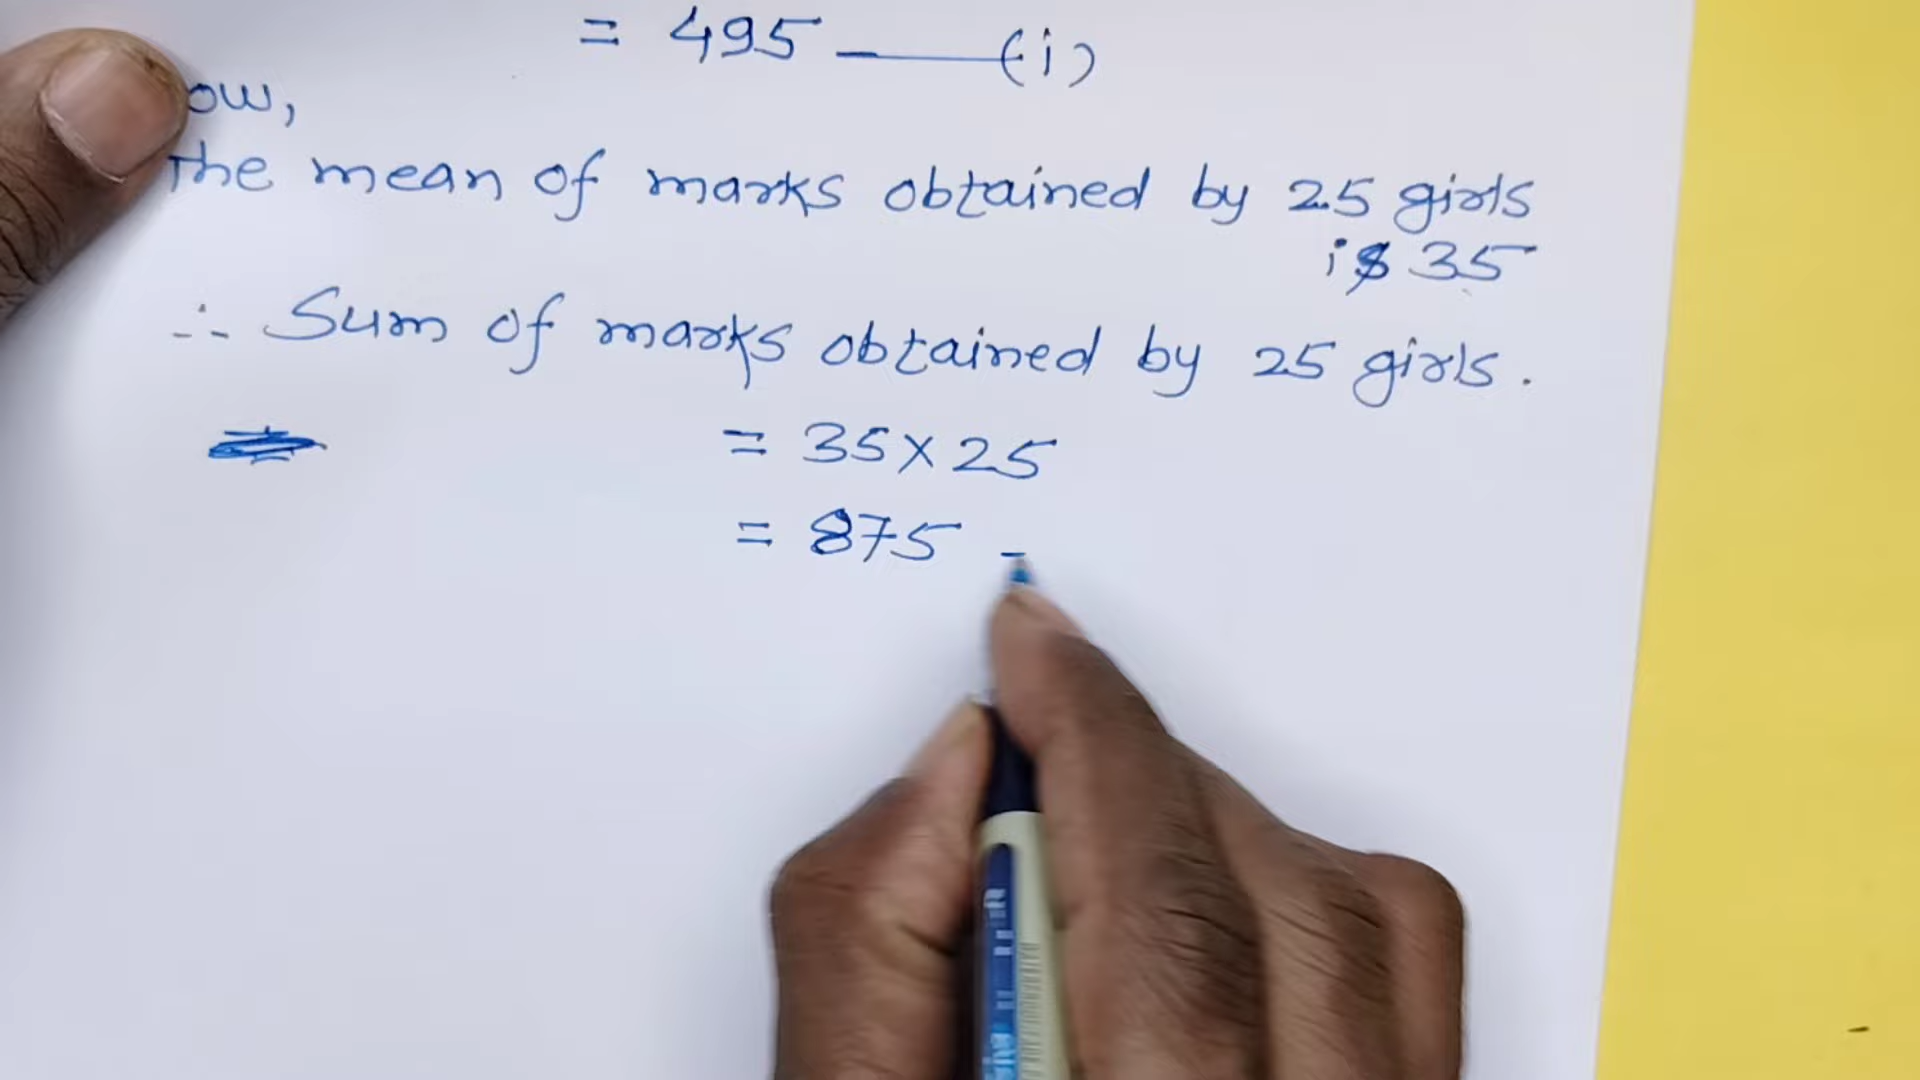 = 495 — (i)
ow,
The mean of marks obtained by 25 girls
is 35
∴ Sum of marks obtained by 25 girls.
= 35 × 25
= 875 -